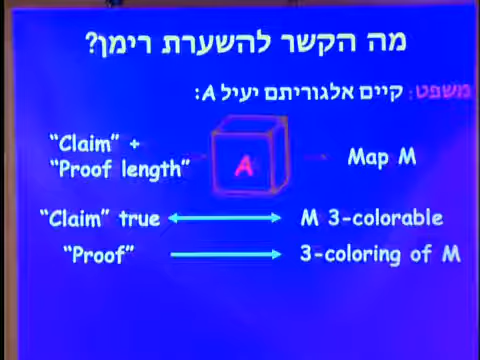 מה הקשר להשערת רימן?
משפט: קיים אלגוריתם יעיל A:
"Claim" +
"Proof length"
A
Map M
"Claim" true
M 3-colorable
"Proof"
3-coloring of M